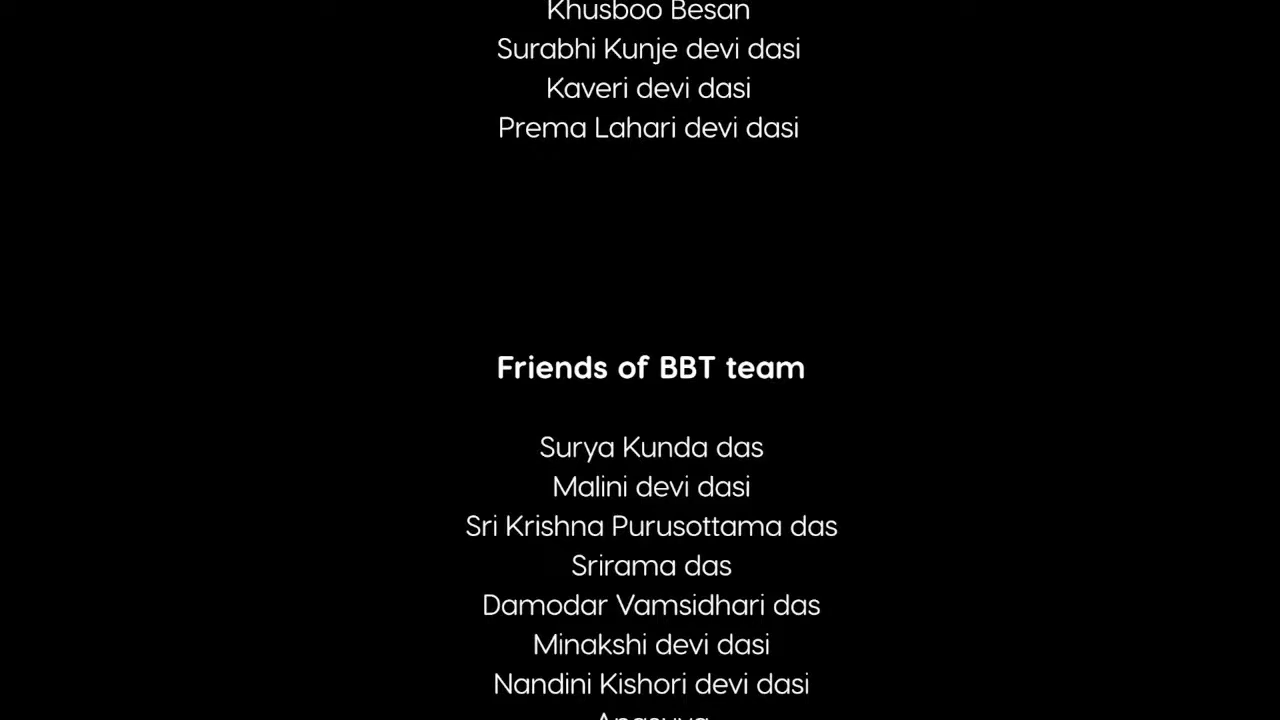 Khusboo Besan
Surabhi Kunje devi dasi
Kaveri devi dasi
Prema Lahari devi dasi
Friends of BBT team
Surya Kunda das
Malini devi dasi
Sri Krishna Purusottama das
Srirama das
Damodar Vamsidhari das
Minakshi devi dasi
Nandini Kishori devi dasi